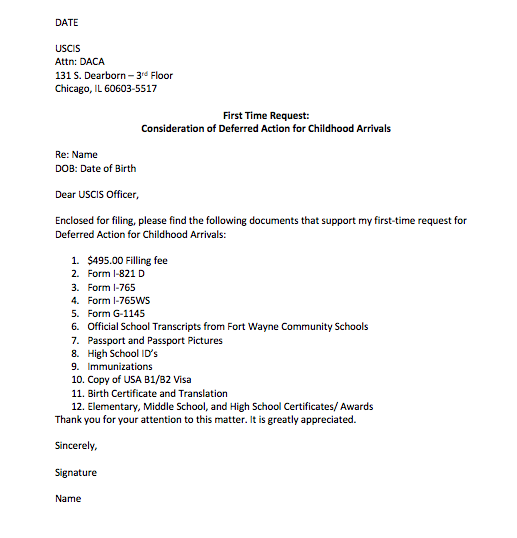 DATE
USCIS
Attn: DACA
131 S. Dearborn – 3rd Floor
Chicago, IL 60603-5517
First Time Request:
Consideration of Deferred Action for Childhood Arrivals
Re: Name
DOB: Date of Birth
Dear USCIS Officer,
Enclosed for filing, please find the following documents that support my first-time request for
Deferred Action for Childhood Arrivals:
1. $495.00 Filling fee
2. Form I-821 D
3. Form I-765
4. Form I-765WS
5. Form G-1145
6. Official School Transcripts from Fort Wayne Community Schools
7. Passport and Passport Pictures
8. High School ID's
9. Immunizations
10. Copy of USA B1/B2 Visa
11. Birth Certificate and Translation
12. Elementary, Middle School, and High School Certificates/ Awards
Thank you for your attention to this matter. It is greatly appreciated.
Sincerely,
Signature
Name